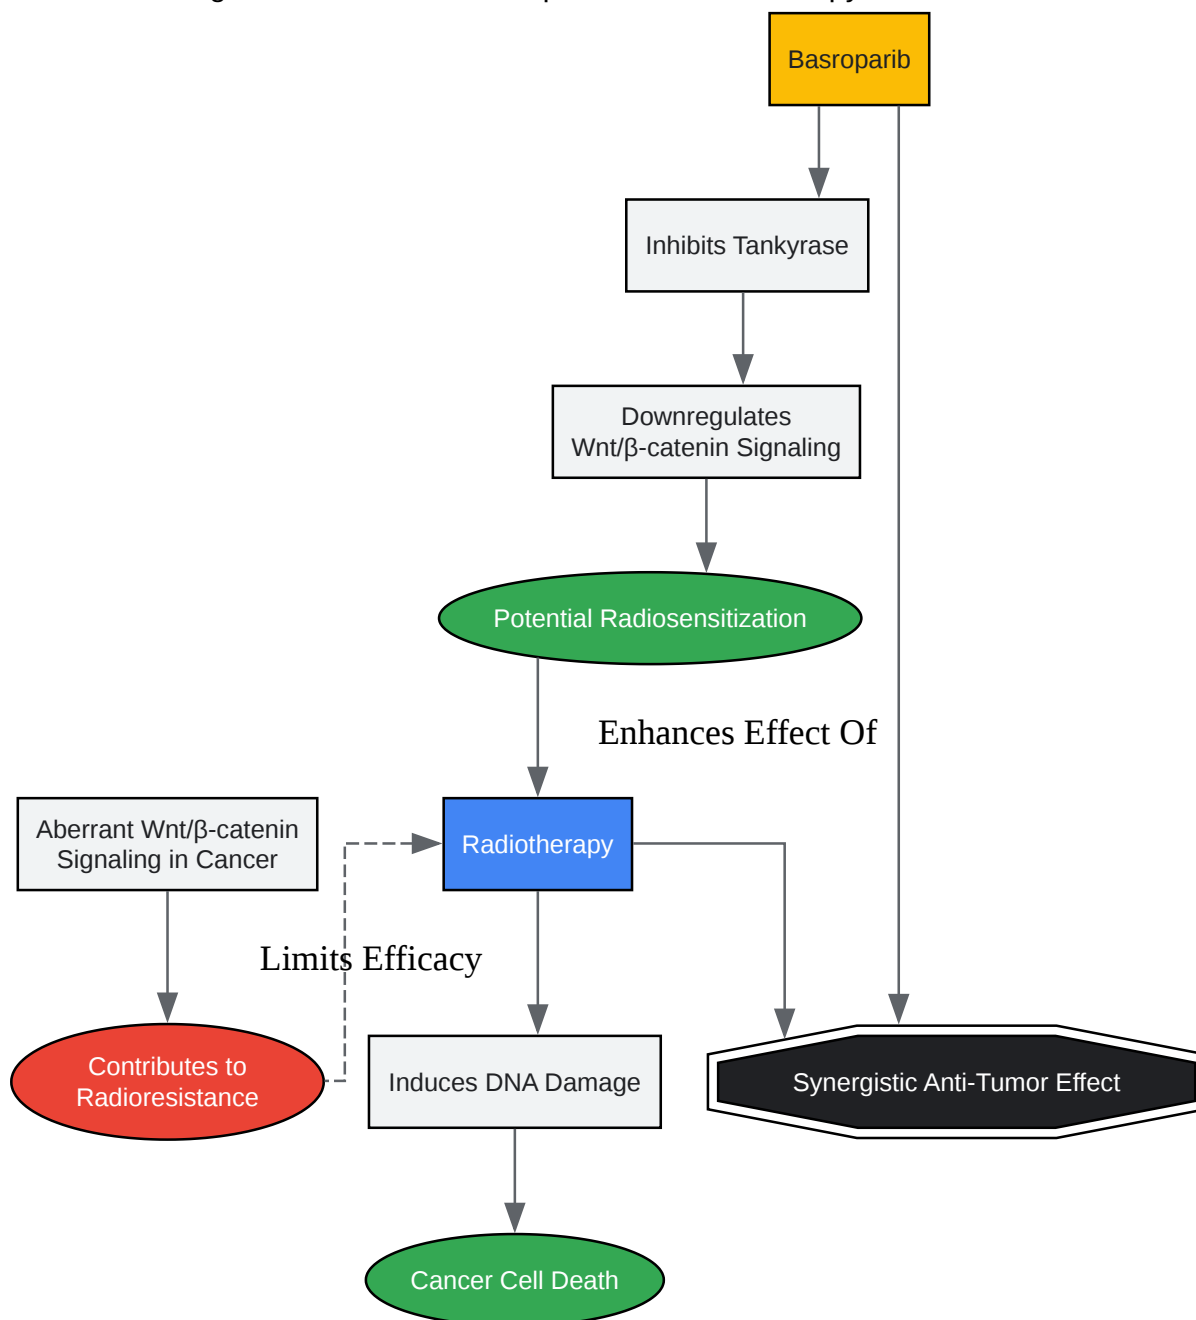 Basroparib
Inhibits Tankyrase
Downregulates
Wnt/β-catenin Signaling
Potential Radiosensitization
Enhances Effect Of
Aberrant Wnt/β-catenin
Signaling in Cancer
Radiotherapy
Limits Efficacy
Contributes to
Radioresistance
Induces DNA Damage
Synergistic Anti-Tumor Effect
Cancer Cell Death